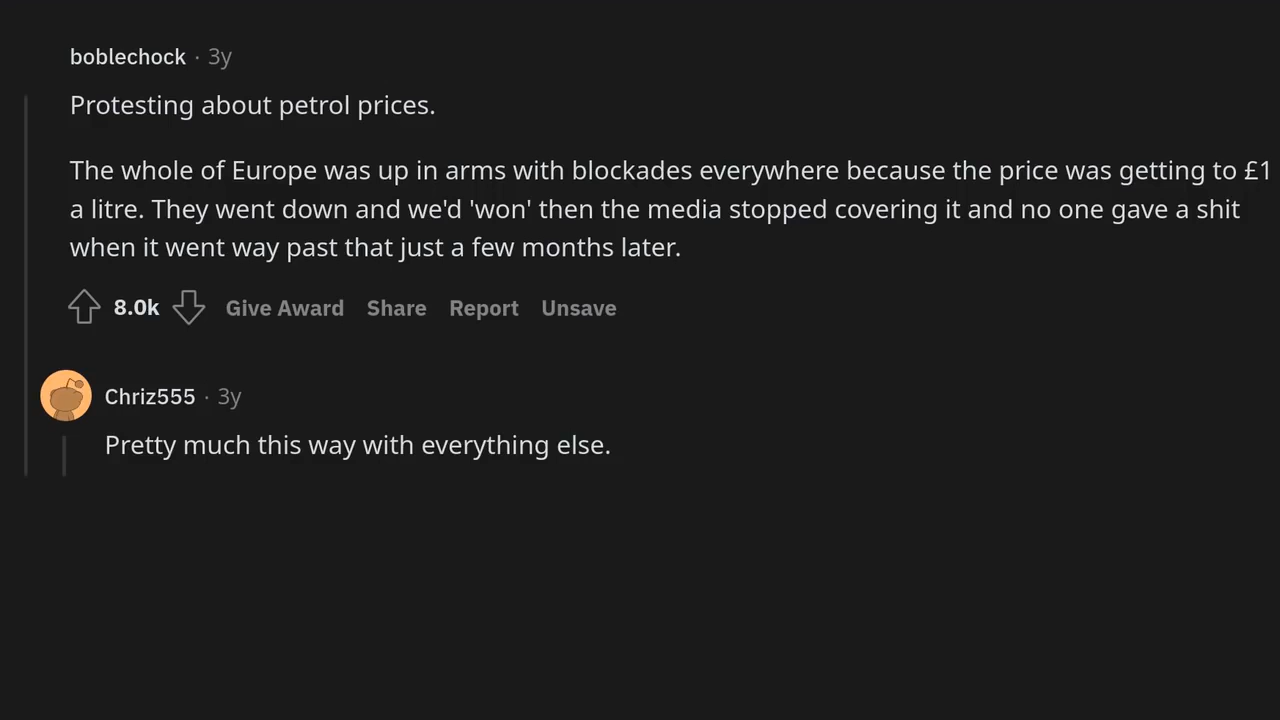 boblechock · 3y
Protesting about petrol prices.
The whole of Europe was up in arms with blockades everywhere because the price was getting to £1
a litre. They went down and we'd 'won' then the media stopped covering it and no one gave a shit
when it went way past that just a few months later.
8.0k Give Award Share Report Unsave
Chriz555 · 3y
Pretty much this way with everything else.